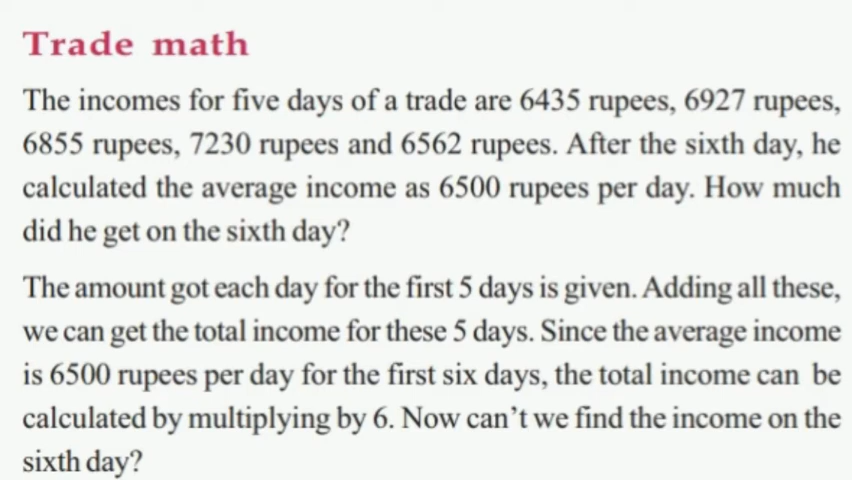 Trade math
The incomes for five days of a trade are 6435 rupees, 6927 rupees,
6855 rupees, 7230 rupees and 6562 rupees. After the sixth day, he
calculated the average income as 6500 rupees per day. How much
did he get on the sixth day?
The amount got each day for the first 5 days is given. Adding all these,
we can get the total income for these 5 days. Since the average income
is 6500 rupees per day for the first six days, the total income can be
calculated by multiplying by 6. Now can't we find the income on the
sixth day?